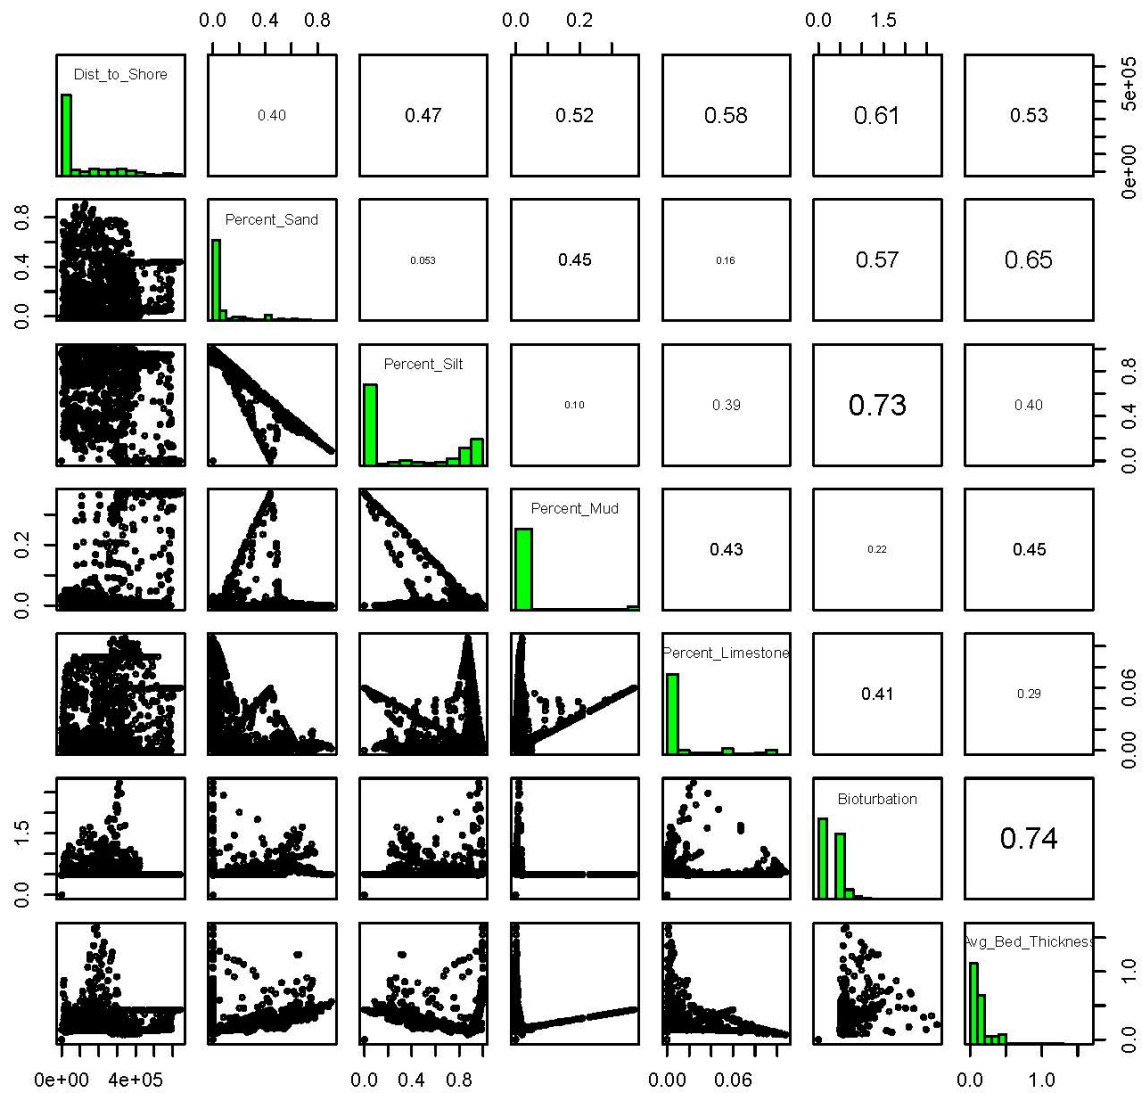 0.0 0.4 0.8 0.0 0.2 0.0 1.5
Dist_to_Shore 0.40 0.47 0.52 0.58 0.61 0.53 0e+00 5e+05
0.0 0.4 0.8 Percent_Sand 0.053 0.45 0.16 0.57 0.65
Percent_Silt 0.10 0.39 0.73 0.40 0.0 0.4 0.8
0.0 0.2 Percent_Mud 0.43 0.22 0.45
Percent_Limestone 0.41 0.29 0.00 0.06
0.0 1.5 Bioturbation 0.74
Avg_Bed_Thickness 0.0 1.0
0e+00 4e+05 0.0 0.4 0.8 0.00 0.06 0.0 1.0